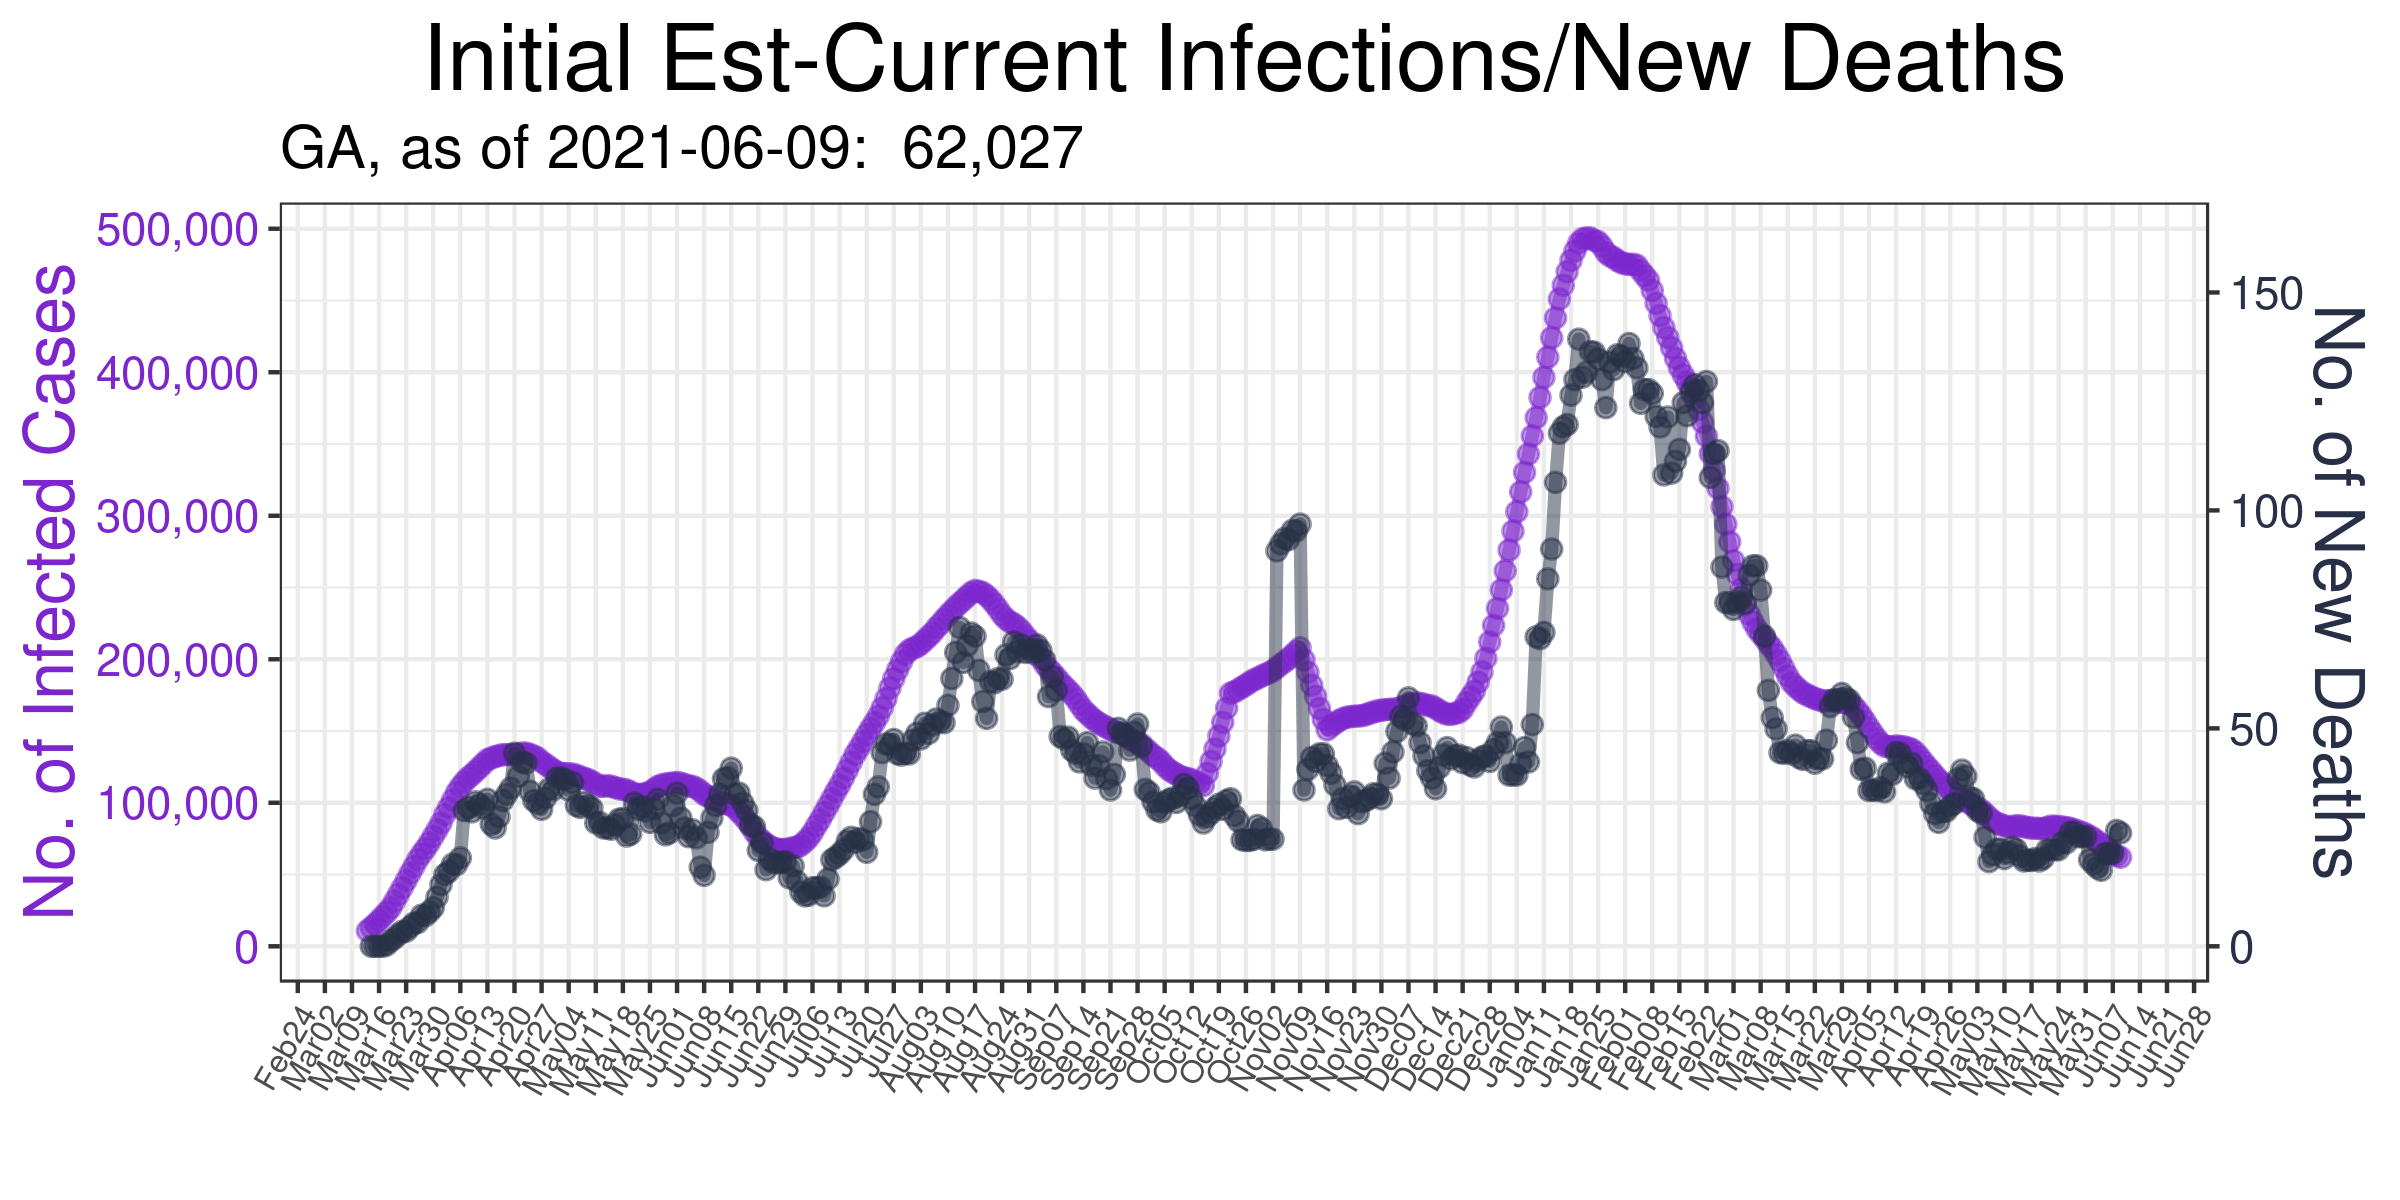 Initial Est-Current Infections/New Deaths
GA, as of 2021-06-09:  62,027
No. of Infected Cases
500,000
400,000
300,000
200,000
100,000
0
150
100
50
0
No. of New Deaths
Feb24
Mar02
Mar09
Mar16
Mar23
Mar30
Apr06
Apr13
Apr20
Apr27
May04
May11
May18
May25
Jun01
Jun08
Jun15
Jun22
Jun29
Jul06
Jul13
Jul20
Jul27
Aug03
Aug10
Aug17
Aug24
Aug31
Sep07
Sep14
Sep21
Sep28
Oct05
Oct12
Oct19
Oct26
Nov02
Nov09
Nov16
Nov23
Nov30
Dec07
Dec14
Dec21
Dec28
Jan04
Jan11
Jan18
Jan25
Feb01
Feb08
Feb15
Feb22
Mar01
Mar08
Mar15
Mar22
Mar29
Apr05
Apr12
Apr19
Apr26
May03
May10
May17
May24
May31
Jun07
Jun14
Jun21
Jun28